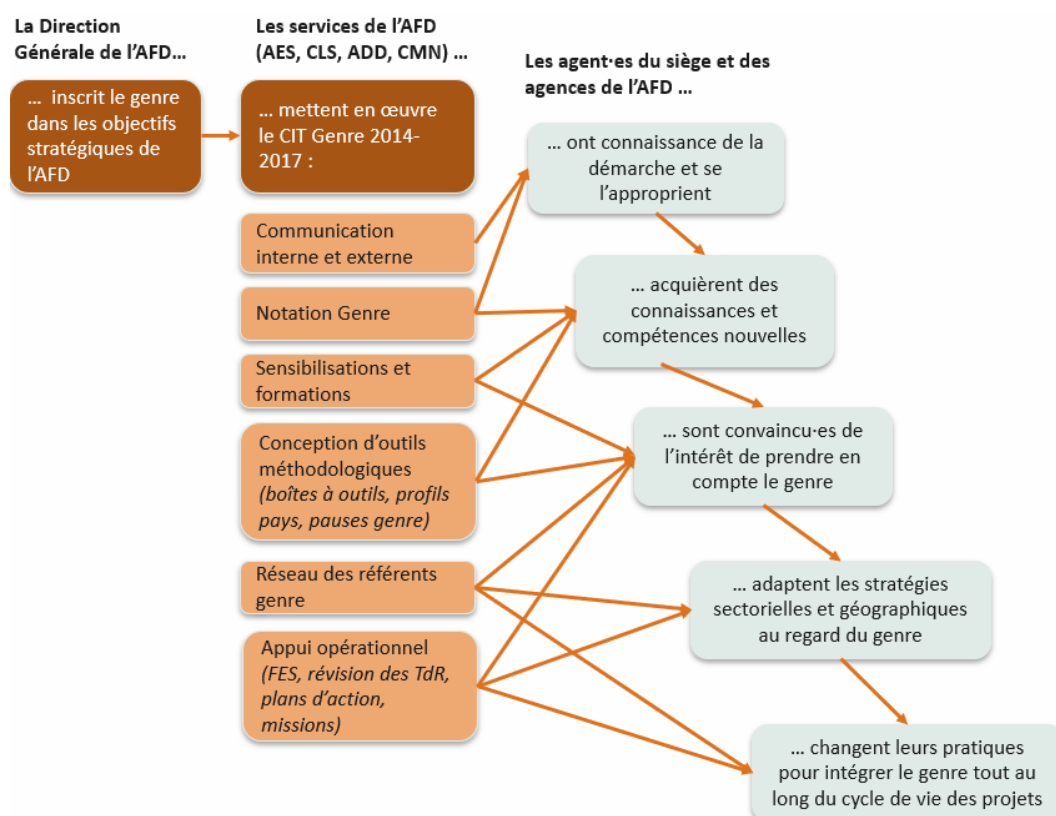 La Direction
Générale de l’AFD…
Les services de l’AFD
(AES, CLS, ADD, CMN) …
Les agent·es du siège et des
agences de l’AFD …
… inscrit le genre
dans les objectifs
stratégiques de
l’AFD
… mettent en œuvre
le CIT Genre 2014-
2017 :
Communication
interne et externe
Notation Genre
Sensibilisations et
formations
Conception d’outils
méthodologiques
(boîtes à outils, profils
pays, pauses genre)
Réseau des référents
genre
Appui opérationnel
(FES, révision des TdR,
plans d’action,
missions)
… ont connaissance de la
démarche et se
l’approprient
… acquièrent des
connaissances et
compétences nouvelles
… sont convaincu·es de
l’intérêt de prendre en
compte le genre
… adaptent les stratégies
sectorielles et géographiques
au regard du genre
… changent leurs pratiques
pour intégrer le genre tout au
long du cycle de vie des projets